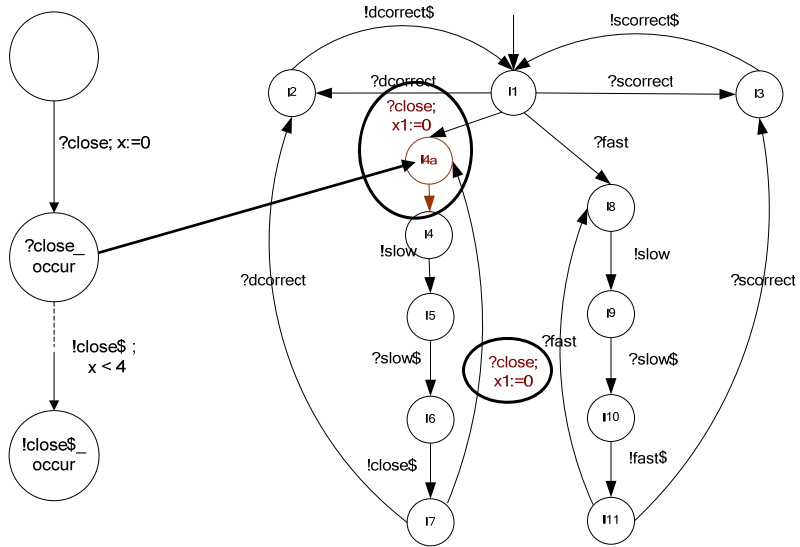 !dcorrect$
!scorrect$
l2
?dcorrect
l1
?scorrect
l3
?close;
x1:=0
?close; x:=0
?fast
l4a
l8
?close_
occur
l4
!slow
!slow
?dcorrect
?scorrect
l5
l9
!close$ ;
x < 4
?slow$
?fast
?slow$
?close;
x1:=0
l6
l10
!close$_
occur
!close$
!fast$
l7
l11